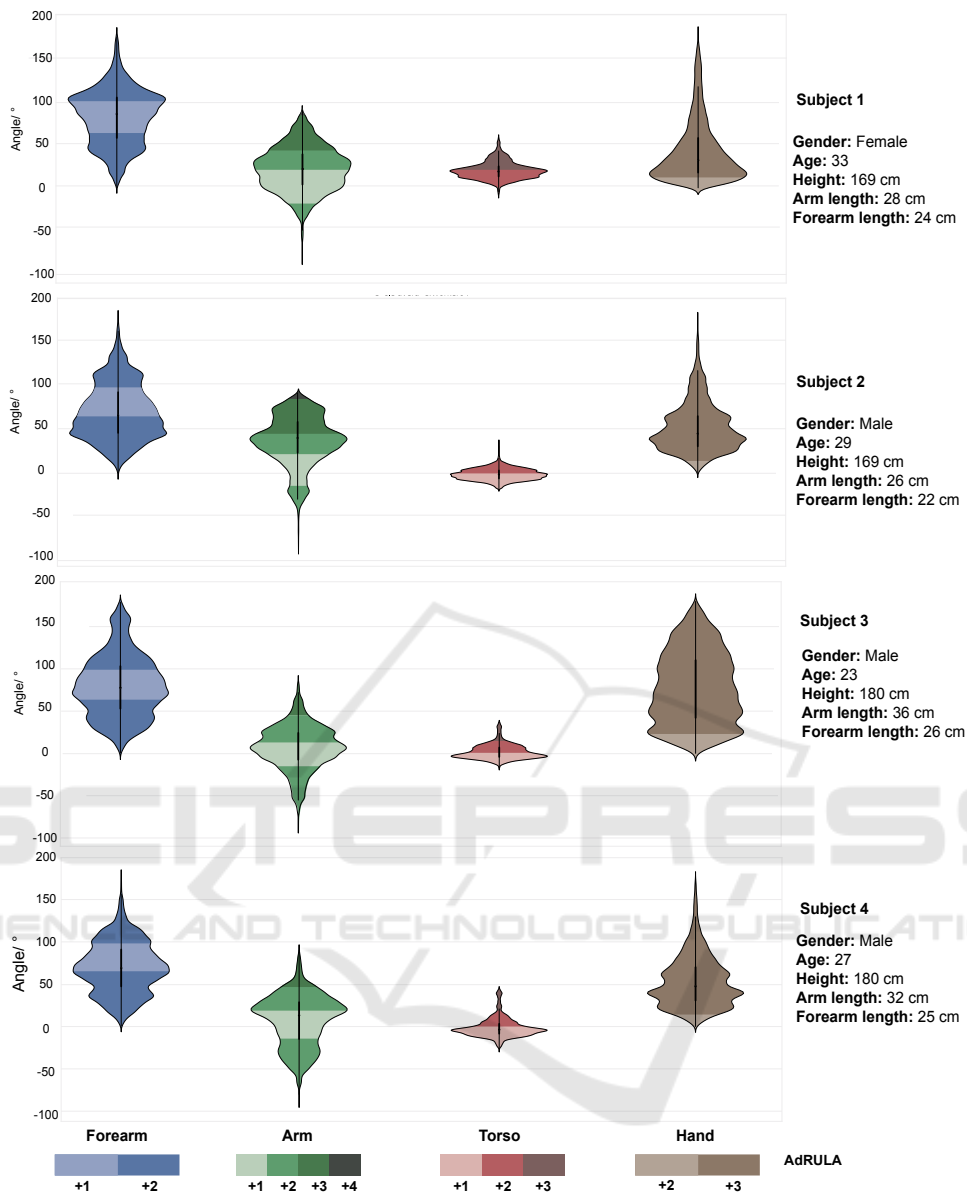 200
150
100
50
0
-50
-100
Angle/ °
Subject 1
Gender: Female
Age: 33
Height: 169 cm
Arm length: 28 cm
Forearm length: 24 cm
200
150
100
50
0
-50
-100
Angle/ °
Subject 2
Gender: Male
Age: 29
Height: 169 cm
Arm length: 26 cm
Forearm length: 22 cm
200
150
100
50
0
-50
-100
Angle/ °
Subject 3
Gender: Male
Age: 23
Height: 180 cm
Arm length: 36 cm
Forearm length: 26 cm
SCITEPRESS
200
150
100
50
0
-50
-100
Angle/ °
AND TECHNOLOGY
Subject 4
Gender: Male
Age: 27
Height: 180 cm
Arm length: 32 cm
Forearm length: 25 cm
Forearm Arm Torso Hand
AdRULA
+1 +2 +1 +2 +3 +4 +1 +2 +3 +2 +3